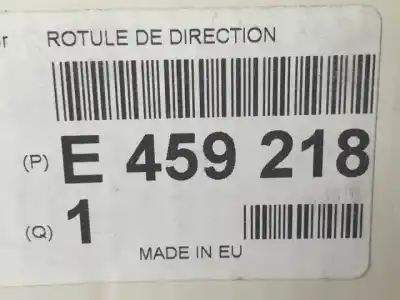 ROTULE DE DIRECTION
(P) E 459 218
(Q) 1
MADE IN EU